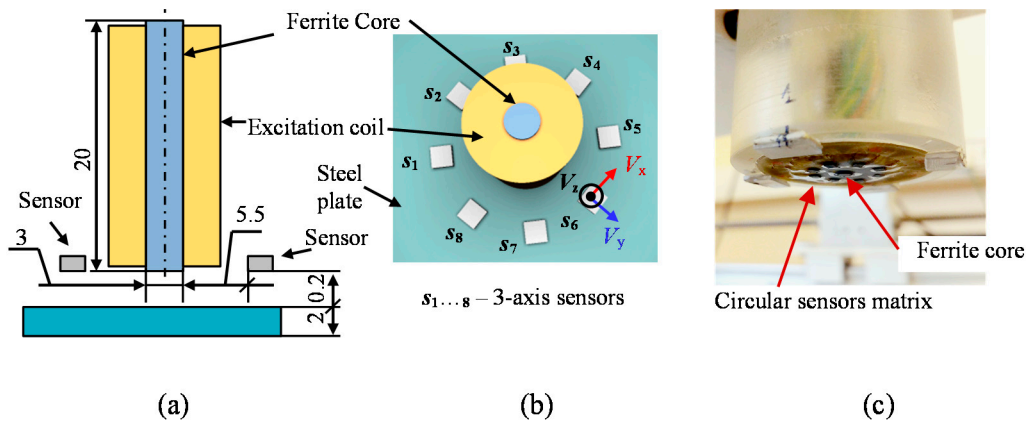 Ferrite Core
Excitation coil
Steel
plate
20
Sensor
3
5.5
Sensor
0.2
2
s1
s2
s3
s4
s5
s6
s7
s8
Vx
Vz
Vy
s1…8 – 3-axis sensors
Ferrite core
Circular sensors matrix
(a)
(b)
(c)